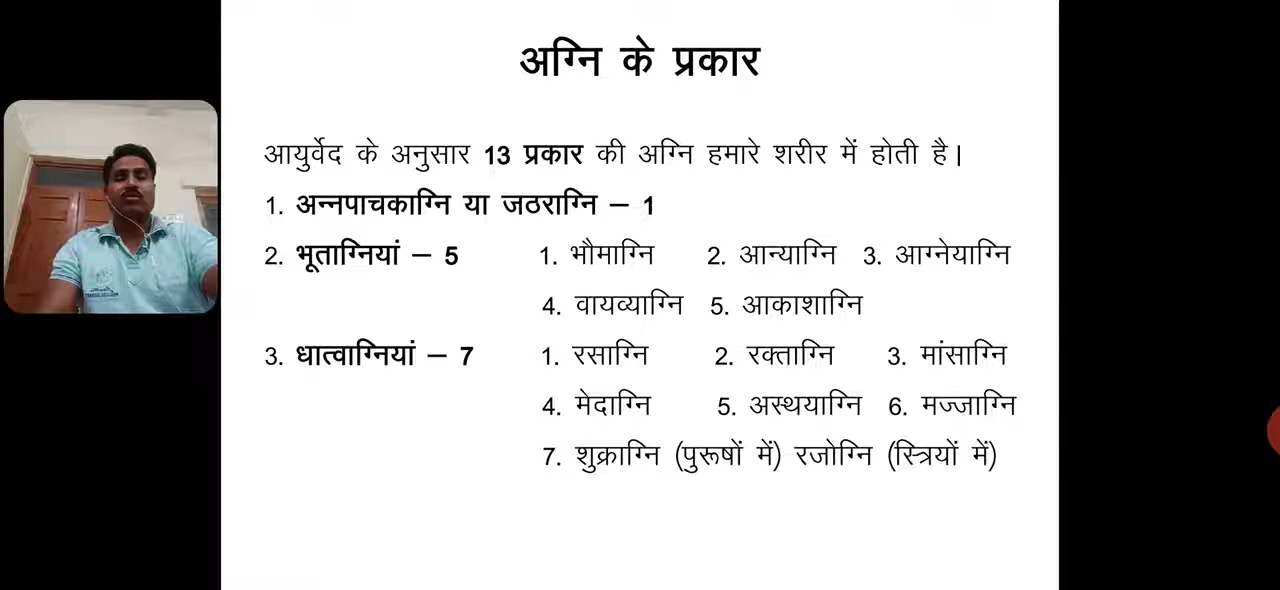 अग्नि के प्रकार
आयुर्वेद के अनुसार 13 प्रकार की अग्नि हमारे शरीर में होती है।
1. अन्नपाचकाग्नि या जठराग्नि – 1
2. भूताग्नियां – 5 1. भौमाग्नि 2. आन्याग्नि 3. आग्नेयाग्नि
4. वायव्याग्नि 5. आकाशाग्नि
3. धात्वाग्नियां – 7 1. रसाग्नि 2. रक्ताग्नि 3. मांसाग्नि
4. मेदाग्नि 5. अस्थयाग्नि 6. मज्जाग्नि
7. शुक्राग्नि (पुरूषों में) रजोग्नि (स्त्रियों में)